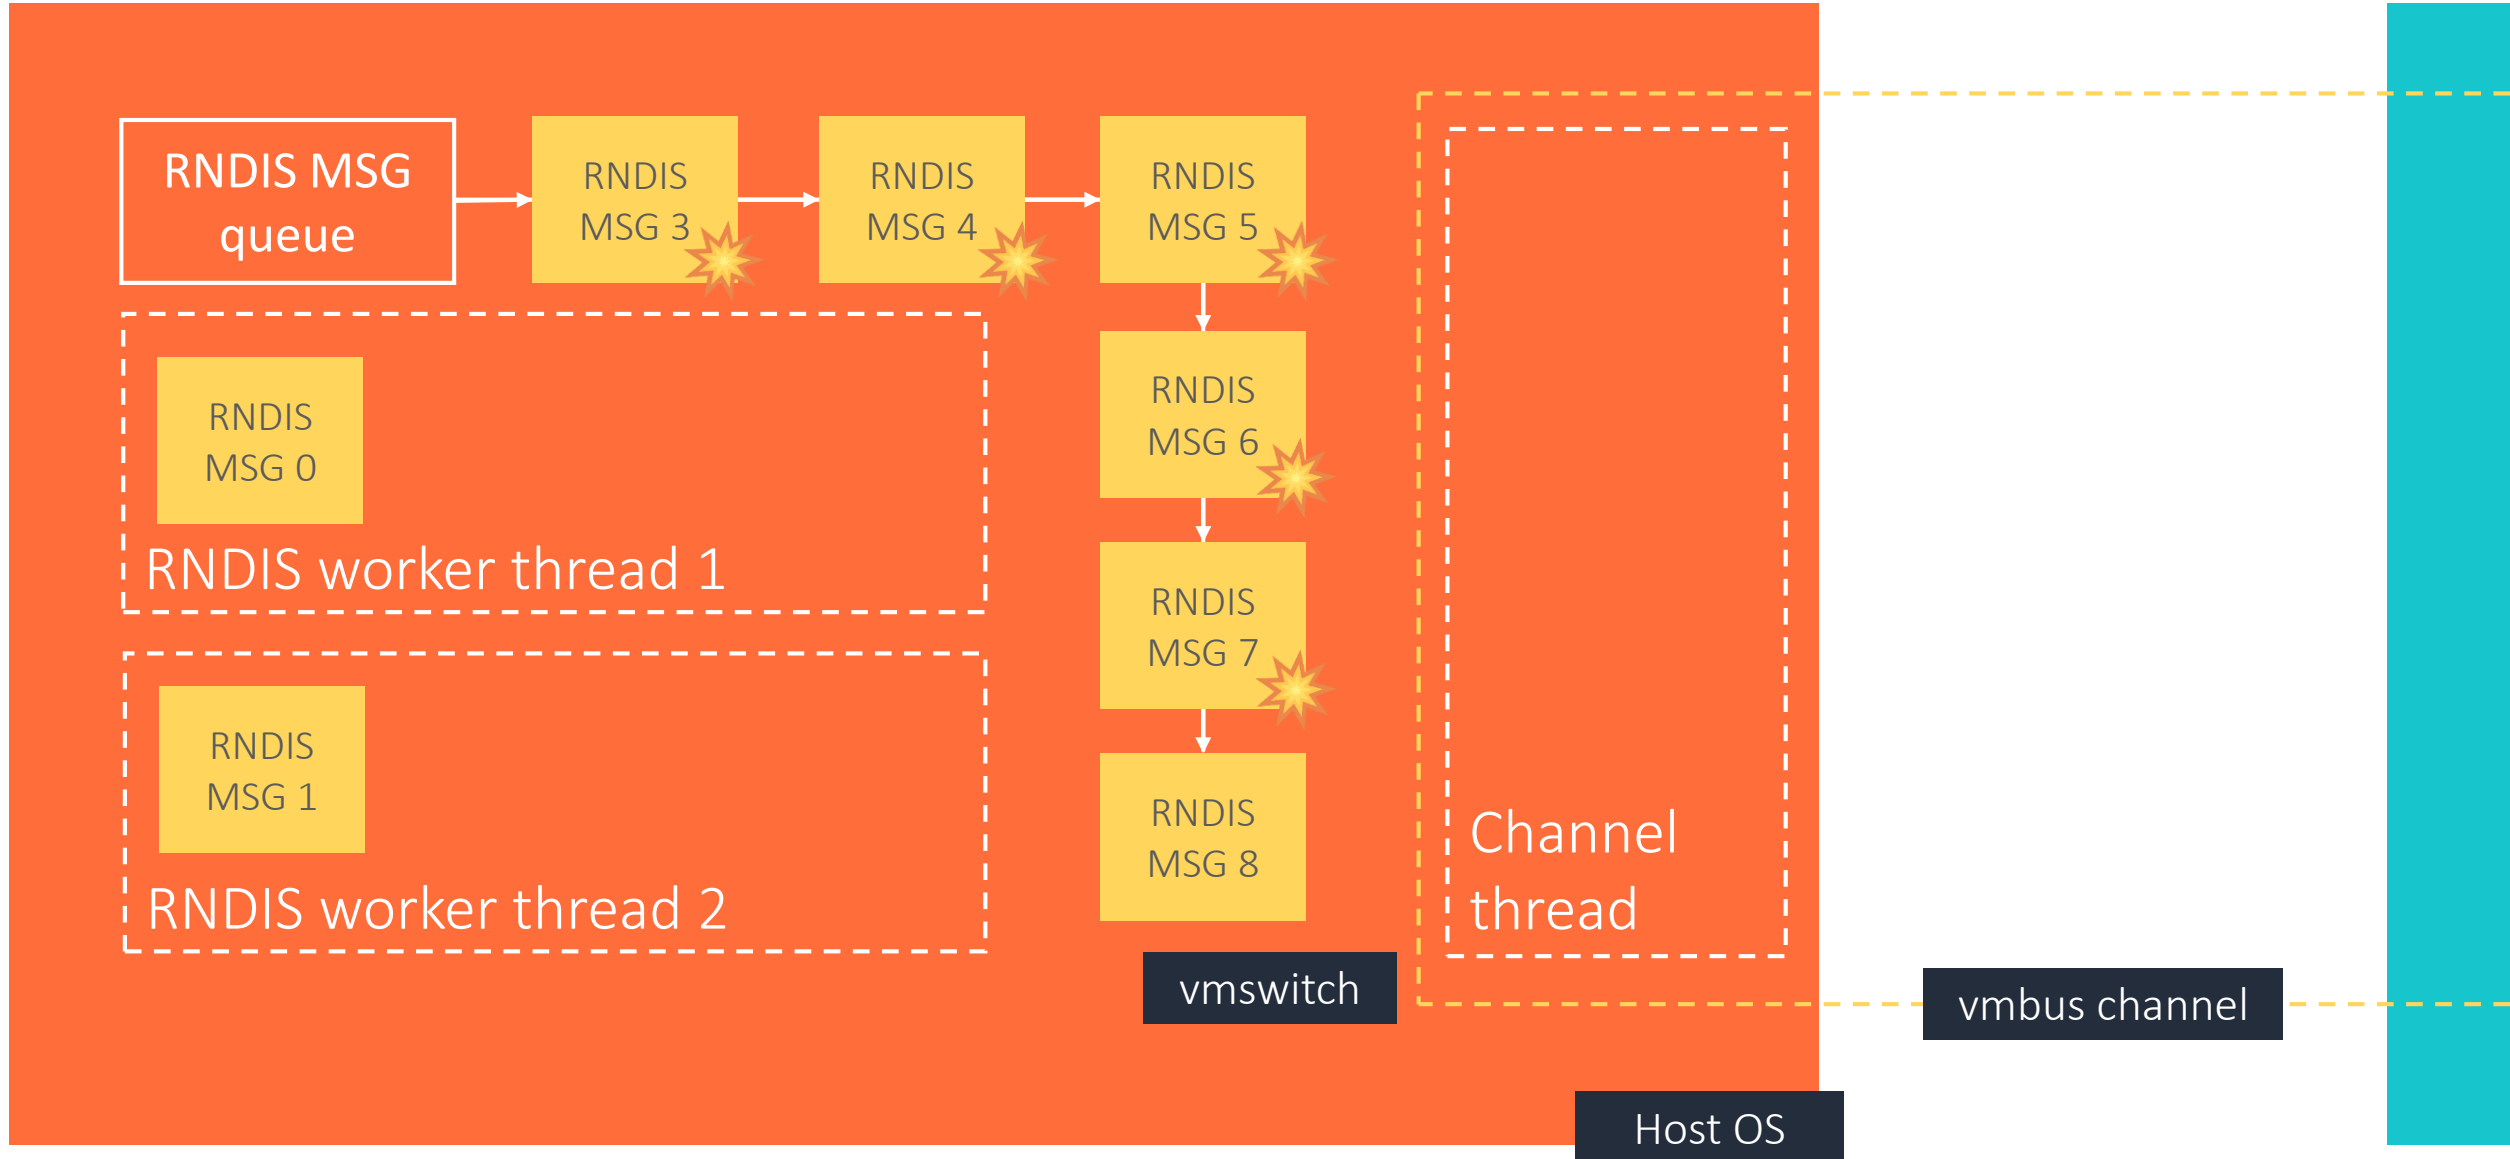 RNDIS MSG
queue
RNDIS
MSG 3
RNDIS
MSG 4
RNDIS
MSG 5
RNDIS
MSG 6
RNDIS
MSG 7
RNDIS
MSG 8
RNDIS
MSG 0
RNDIS worker thread 1
RNDIS
MSG 1
RNDIS worker thread 2
Channel
thread
vmswitch
vmbus channel
Host OS